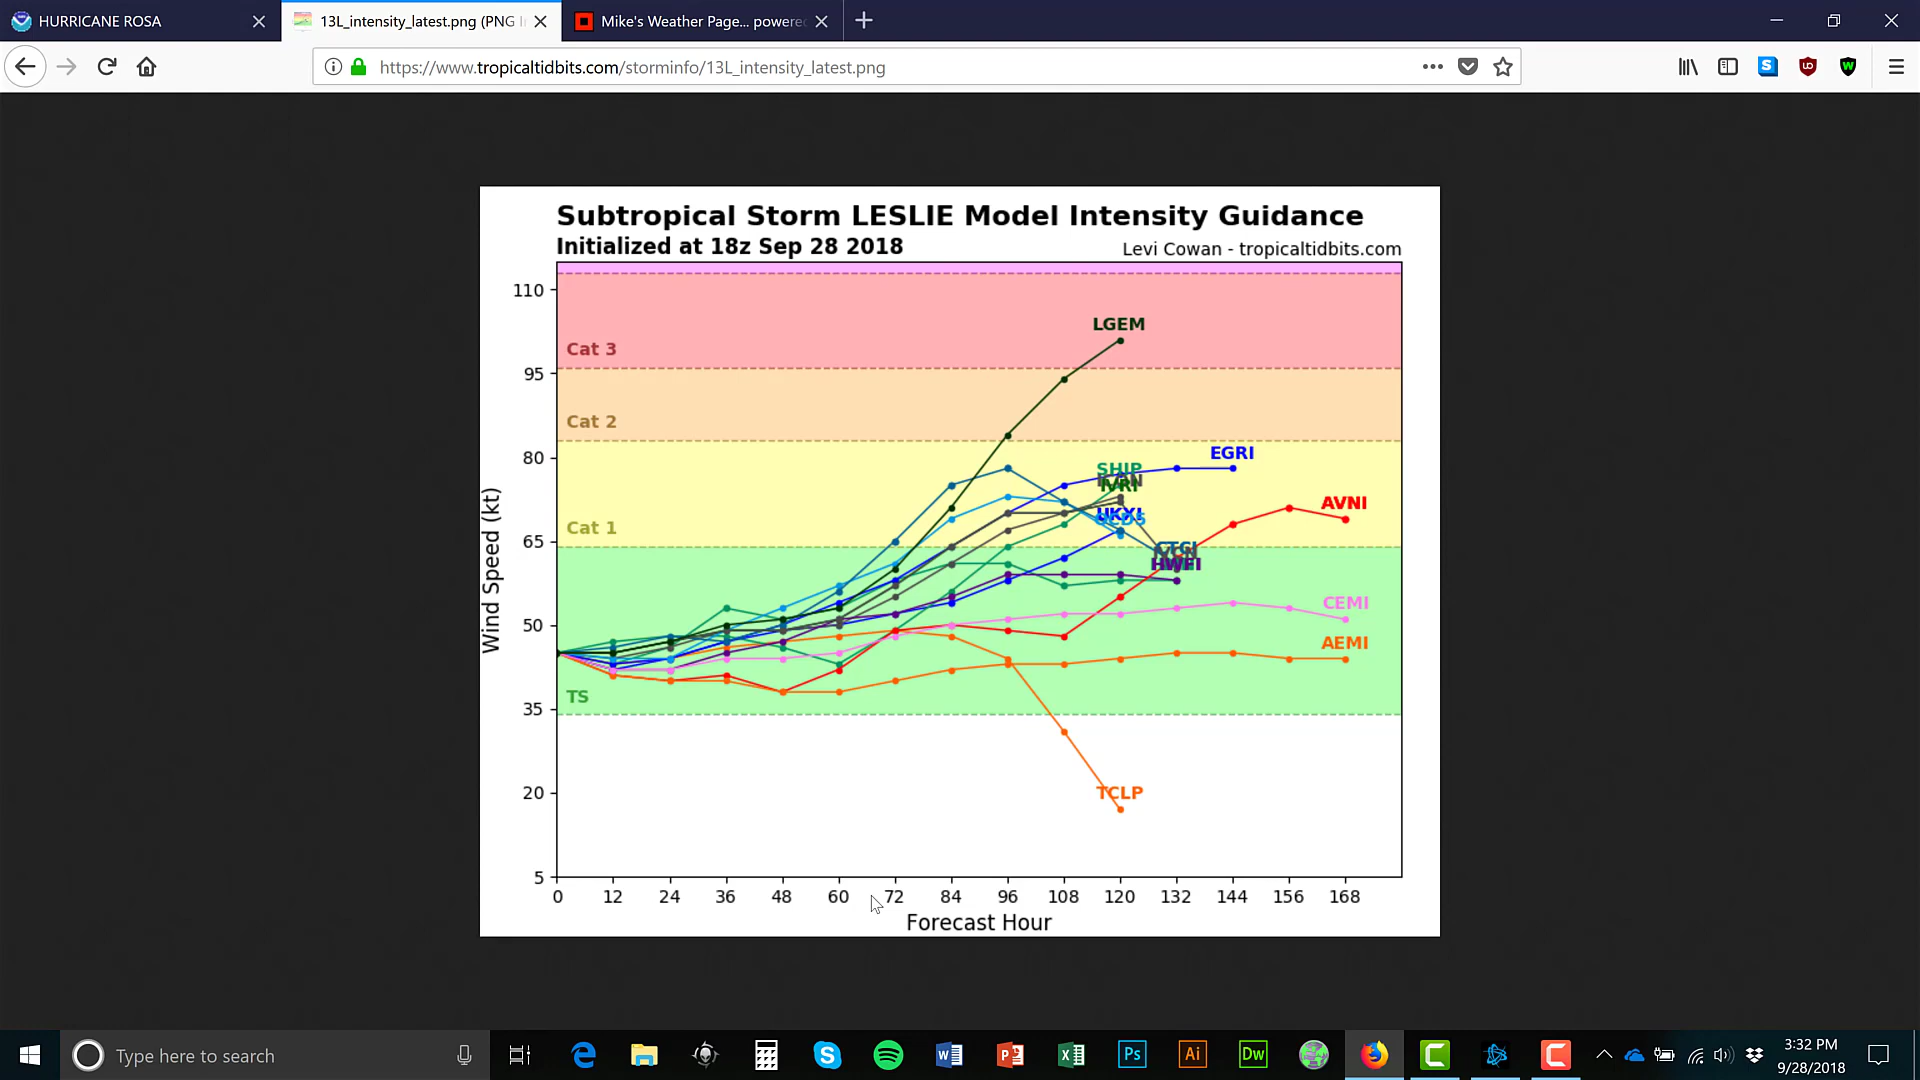 HURRICANE ROSA
13L_intensity_latest.png (PNG I
Mike's Weather Page... powere
https://www.tropicaltidbits.com/storminfo/13L_intensity_latest.png
Subtropical Storm LESLIE Model Intensity Guidance
Initialized at 18z Sep 28 2018
Levi Cowan - tropicaltidbits.com
110
LGEM
Cat 3
95
Cat 2
80
EGRI
SHIP
IVRI
AVNI
Cat 1
65
HWFI
50
CEMI
AEMI
TS
35
20
TCLP
5
0 12 24 36 48 60 72 84 96 108 120 132 144 156 168
Wind Speed (kt)
Forecast Hour
Type here to search
3:32 PM
9/28/2018